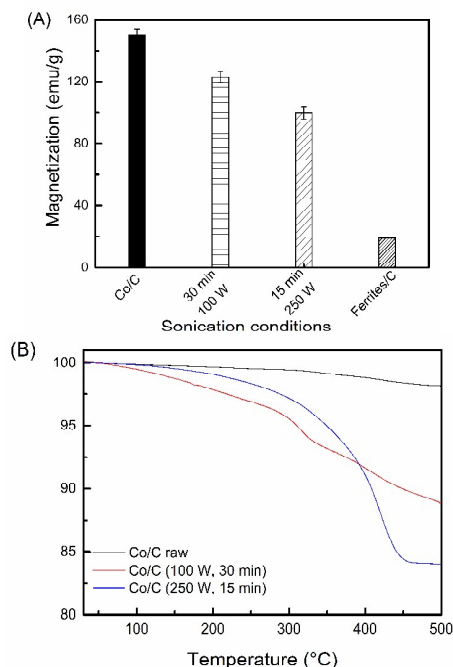 (A)
Magnetization (emu/g)
160
120
80
40
0
Co/C
30 min
100 W
15 min
250 W
Ferrites/C
Sonication conditions
(B)
100
95
90
85
80
Co/C raw
Co/C (100 W, 30 min)
Co/C (250 W, 15 min)
100
200
300
400
500
Temperature (°C)